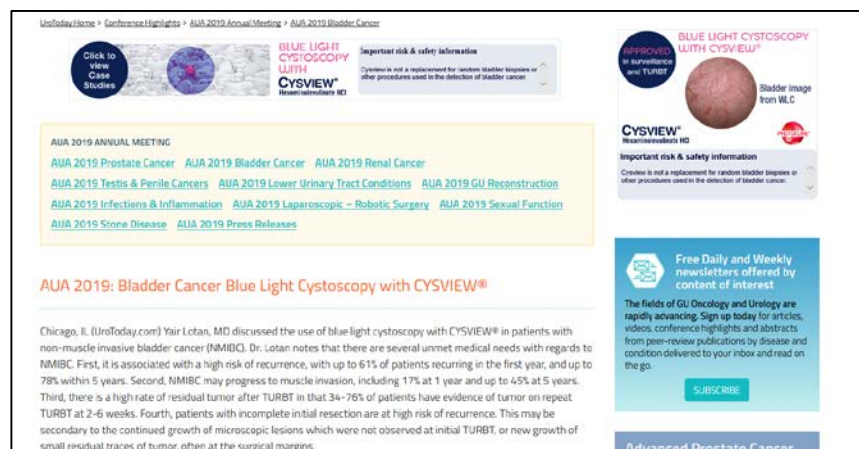 UroToday Home > Conference Highlights > AUA 2019 Annual Meeting > AUA 2019 Bladder Cancer
Click to
view
Case
Studies
BLUE LIGHT
CYSTOSCOPY
WITH
CYSVIEW®
Hexaminolevulinate HCl
Important risk & safety information
Cysview is not a replacement for random bladder biopsies or
other procedures used in the detection of bladder cancer.
AUA 2019 ANNUAL MEETING
AUA 2019 Prostate Cancer AUA 2019 Bladder Cancer AUA 2019 Renal Cancer
AUA 2019 Testis & Penile Cancers AUA 2019 Lower Urinary Tract Conditions AUA 2019 GU Reconstruction
AUA 2019 Infections & Inflammation AUA 2019 Laparoscopic – Robotic Surgery AUA 2019 Sexual Function
AUA 2019 Stone Disease AUA 2019 Press Releases
AUA 2019: Bladder Cancer Blue Light Cystoscopy with CYSVIEW®
Chicago, IL (UroToday.com) Yair Lotan, MD discussed the use of blue light cystoscopy with CYSVIEW® in patients with
non-muscle invasive bladder cancer (NMIBC). Dr. Lotan notes that there are several unmet medical needs with regards to
NMIBC. First, it is associated with a high risk of recurrence, with up to 61% of patients recurring in the first year, and up to
78% within 5 years. Second, NMIBC may progress to muscle invasion, including 17% at 1 year and up to 45% at 5 years.
Third, there is a high rate of residual tumor after TURBT in that 34-76% of patients have evidence of tumor on repeat
TURBT at 2-6 weeks. Fourth, patients with incomplete initial resection are at high risk of recurrence. This may be
secondary to the continued growth of microscopic lesions which were not observed at initial TURBT, or new growth of
small residual traces of tumor, often at the surgical margins.
BLUE LIGHT CYSTOSCOPY
WITH CYSVIEW®
APPROVED
in surveillance
and TURBT
Bladder image
from WLC
CYSVIEW®
Hexaminolevulinate HCl
PHOTOCURE
Important risk & safety information
Cysview is not a replacement for random bladder biopsies or
other procedures used in the detection of bladder cancer.
Free Daily and Weekly
newsletters offered by
content of interest
The fields of GU Oncology and Urology are
rapidly advancing. Sign up today for articles,
videos, conference highlights and abstracts
from peer-review publications by disease and
condition delivered to your inbox and read on
the go.
SUBSCRIBE
Advanced Prostate Cancer